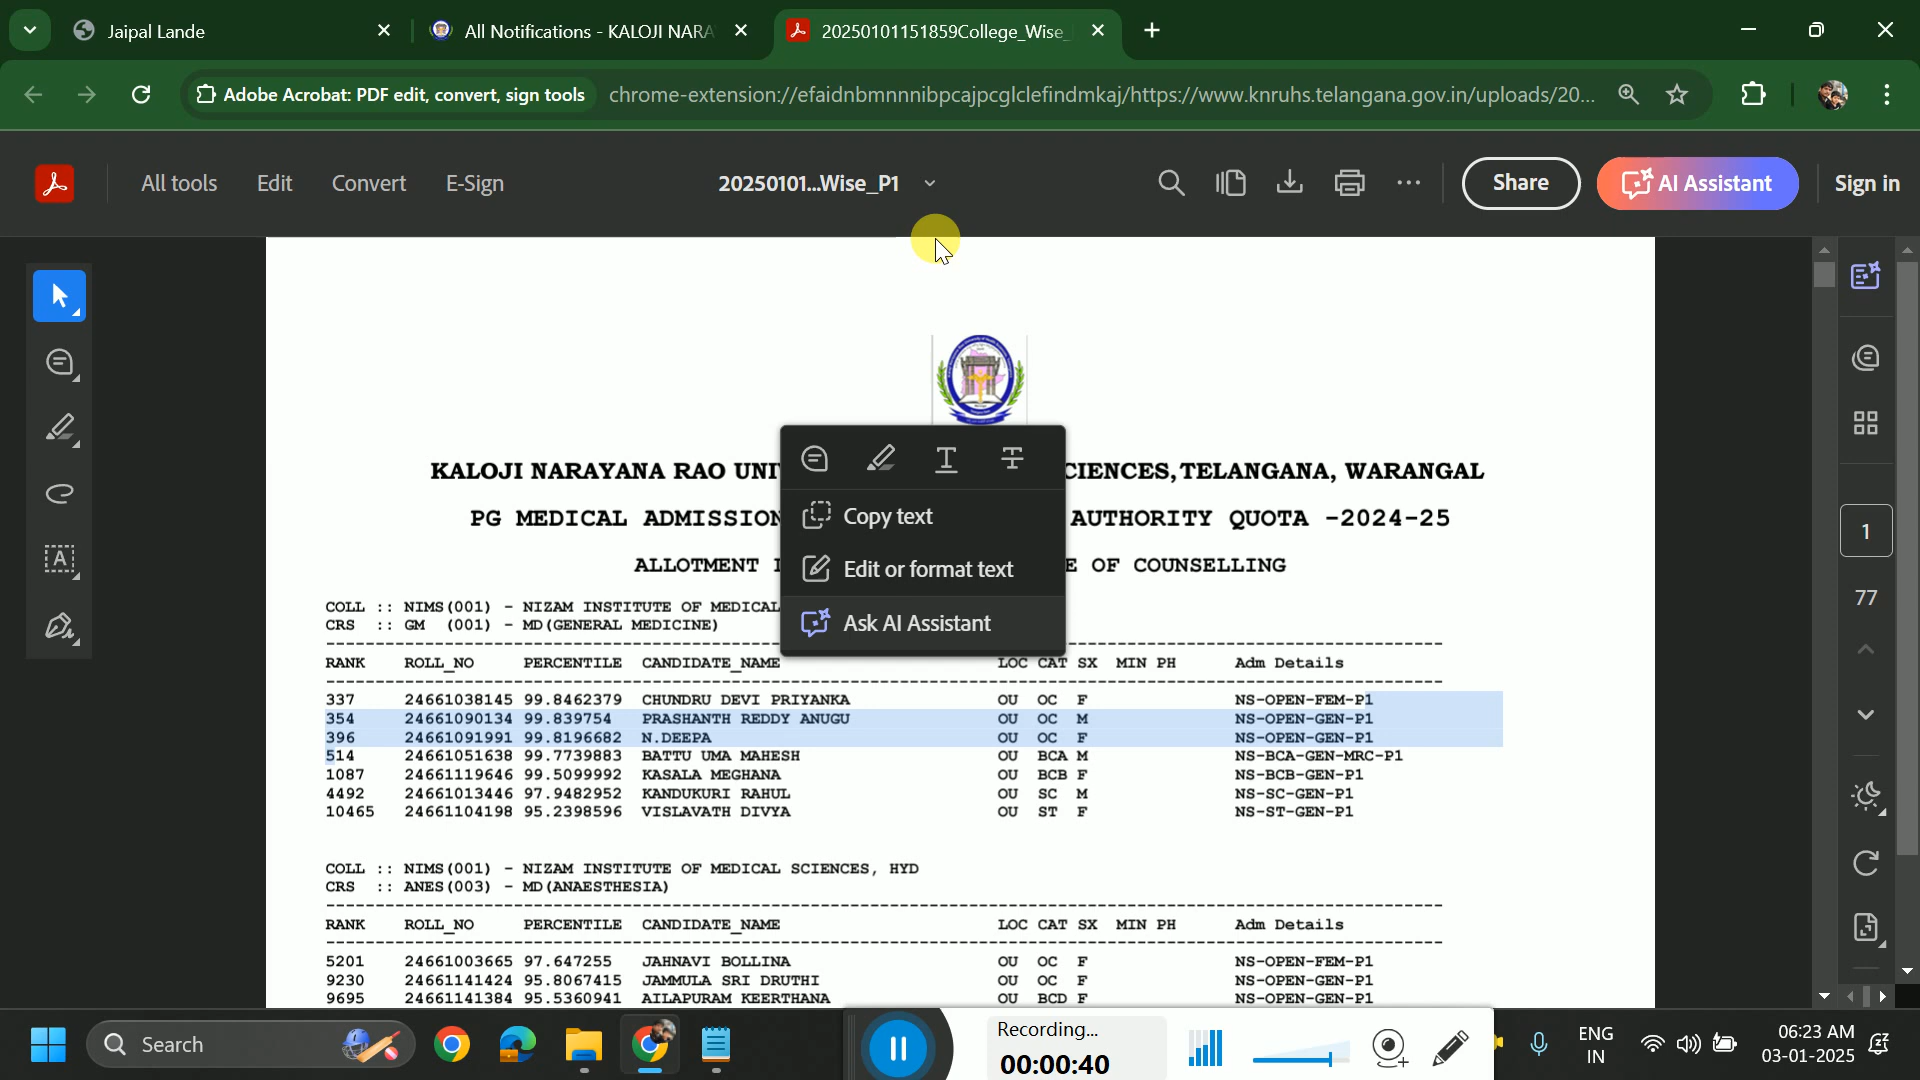 Jaipal Lande
All Notifications - KALOJI NARA
20250101151859College_Wise_
Adobe Acrobat: PDF edit, convert, sign tools
chrome-extension://efaidnbmnnnibpcajpcglclefindmkaj/https://www.knruhs.telangana.gov.in/uploads/20...
All tools Edit Convert E-Sign
20250101...Wise_P1
Share
AI Assistant
Sign in
KALOJI NARAYANA RAO UNI CIENCES,TELANGANA, WARANGAL
PG MEDICAL ADMISSION AUTHORITY QUOTA -2024-25
ALLOTMENT E OF COUNSELLING
Copy text
Edit or format text
Ask AI Assistant
COLL :: NIMS(001) - NIZAM INSTITUTE OF MEDICAL
CRS :: GM (001) - MD(GENERAL MEDICINE)
RANK ROLL_NO PERCENTILE CANDIDATE_NAME LOC CAT SX MIN PH Adm Details
337 24661038145 99.8462379 CHUNDRU DEVI PRIYANKA OU OC F NS-OPEN-FEM-P1
354 24661090134 99.839754 PRASHANTH REDDY ANUGU OU OC M NS-OPEN-GEN-P1
396 24661091991 99.8196682 N.DEEPA OU OC F NS-OPEN-GEN-P1
514 24661051638 99.7739883 BATTU UMA MAHESH OU BCA M NS-BCA-GEN-MRC-P1
1087 24661119646 99.5099992 KASALA MEGHANA OU BCB F NS-BCB-GEN-P1
4492 24661013446 97.9482952 KANDUKURI RAHUL OU SC M NS-SC-GEN-P1
10465 24661104198 95.2398596 VISLAVATH DIVYA OU ST F NS-ST-GEN-P1
COLL :: NIMS(001) - NIZAM INSTITUTE OF MEDICAL SCIENCES, HYD
CRS :: ANES(003) - MD(ANAESTHESIA)
RANK ROLL_NO PERCENTILE CANDIDATE_NAME LOC CAT SX MIN PH Adm Details
5201 24661003665 97.647255 JAHNAVI BOLLINA OU OC F NS-OPEN-FEM-P1
9230 24661141424 95.8067415 JAMMULA SRI DRUTHI OU OC F NS-OPEN-GEN-P1
9695 24661141384 95.5360941 AILAPURAM KEERTHANA OU BCD F NS-OPEN-GEN-P1
1
77
Search
Recording...
00:00:40
ENG
IN
06:23 AM
03-01-2025